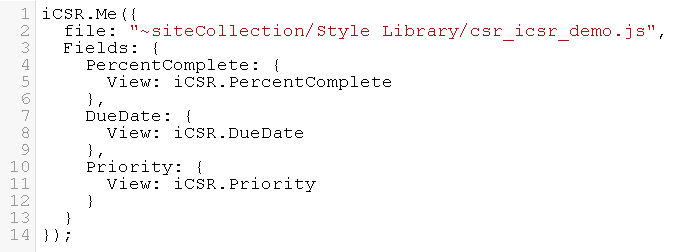 1 iCSR.Me({
2   file: "~siteCollection/Style Library/csr_icsr_demo.js",
3   Fields: {
4     PercentComplete: {
5       View: iCSR.PercentComplete
6     },
7     DueDate: {
8       View: iCSR.DueDate
9     },
10     Priority: {
11       View: iCSR.Priority
12     }
13   }
14 });